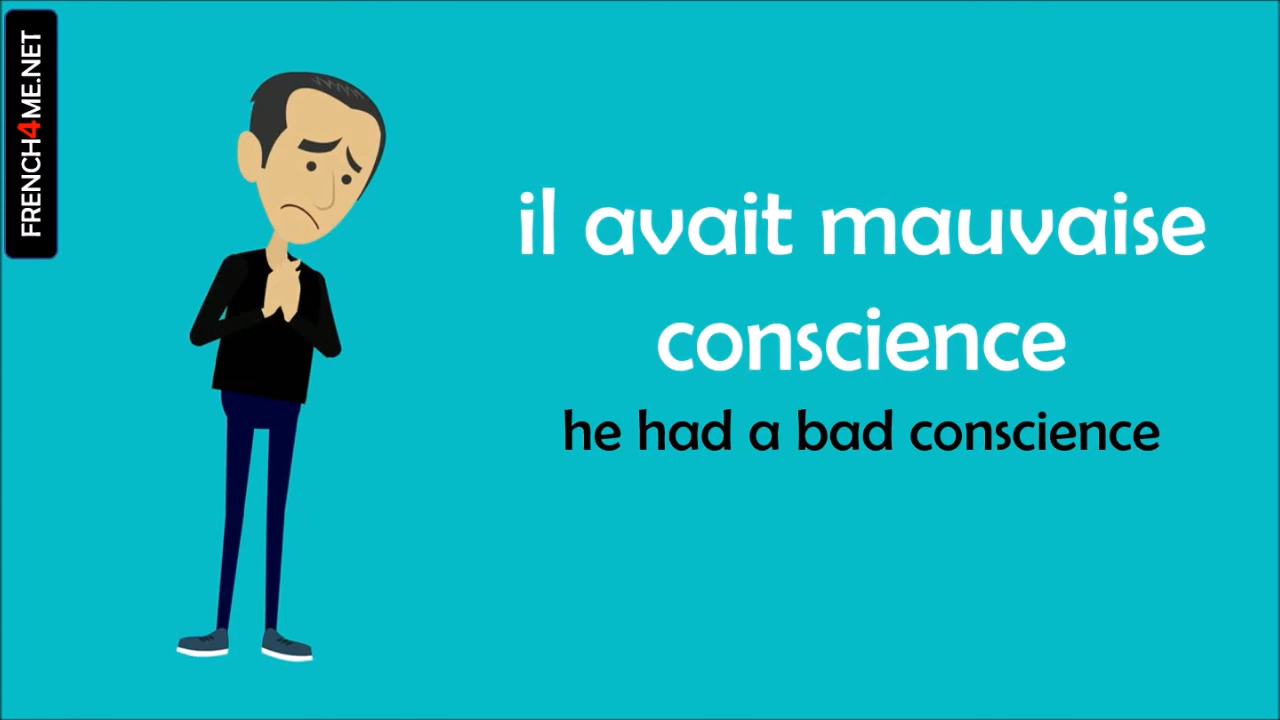 FRENCH4ME.NET
il avait mauvaise
conscience
he had a bad conscience